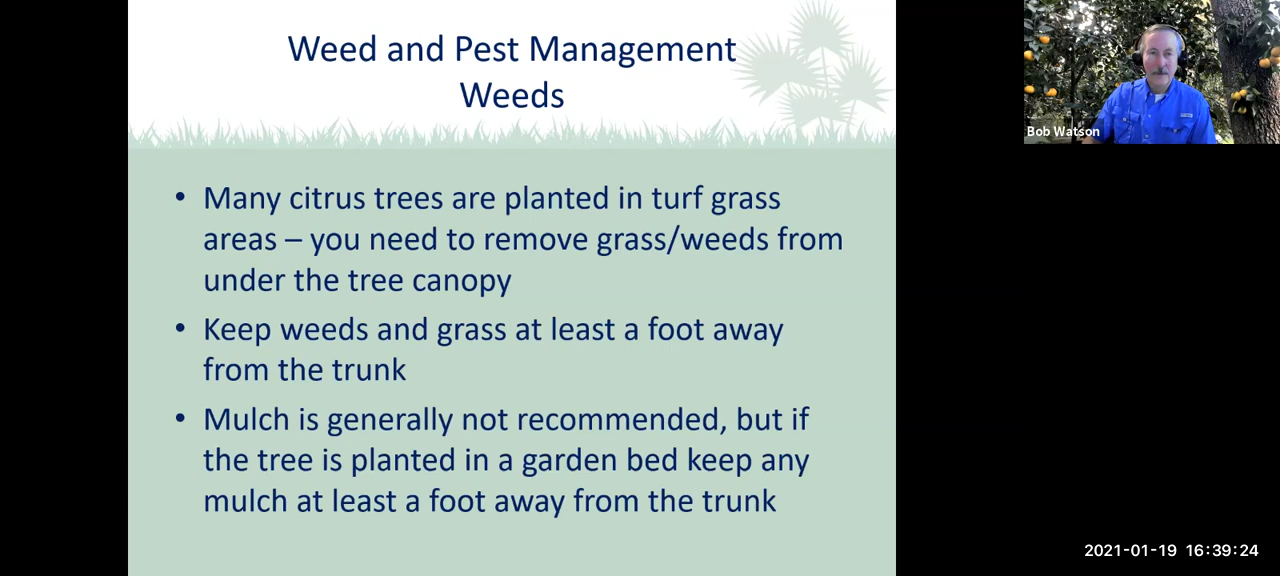 Weed and Pest Management
Weeds
Bob Watson
• Many citrus trees are planted in turf grass
areas – you need to remove grass/weeds from
under the tree canopy
• Keep weeds and grass at least a foot away
from the trunk
• Mulch is generally not recommended, but if
the tree is planted in a garden bed keep any
mulch at least a foot away from the trunk
2021-01-19 16:39:24